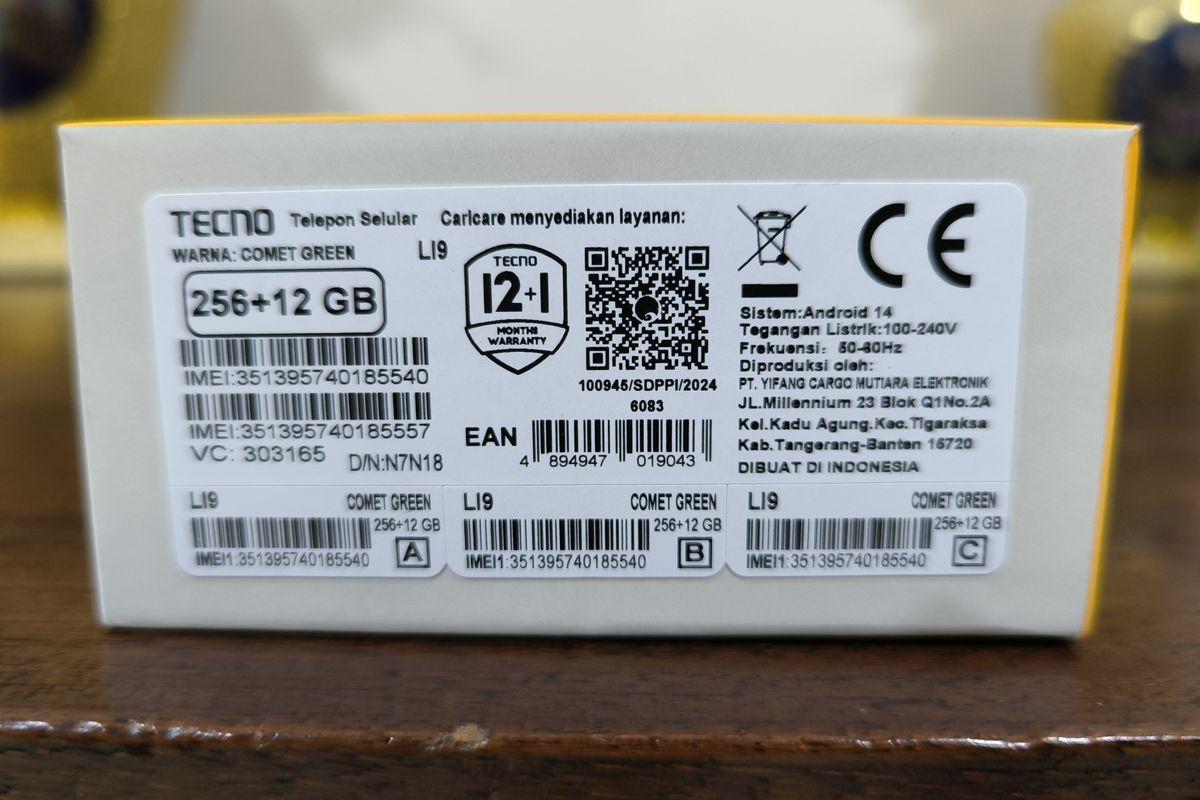 TECNO Telepon Selular
WARNA: COMET GREEN LI9
256+12 GB
IMEI:351395740185540
IMEI:351395740185557
VC: 303165 D/N:N7N18
Carlcare menyediakan layanan:
TECNO
12+1
MONTHS
WARRANTY
100945/SDPPI/2024
6083
EAN
4 894947 019043
CE
Sistem:Android 14
Tegangan Listrik:100-240V
Frekuensi: 50-60Hz
Diproduksi oleh:
PT. YIFANG CARGO MUTIARA ELEKTRONIK
JL.Millennium 23 Blok Q1No.2A
Kel.Kadu Agung.Kec.Tigaraksa
Kab.Tangerang-Banten 15720
DIBUAT DI INDONESIA
LI9 COMET GREEN
256+12 GB
IMEI1:351395740185540 A
LI9 COMET GREEN
256+12 GB
IMEI1:351395740185540 B
LI9 COMET GREEN
256+12 GB
IMEI1:351395740185540 C